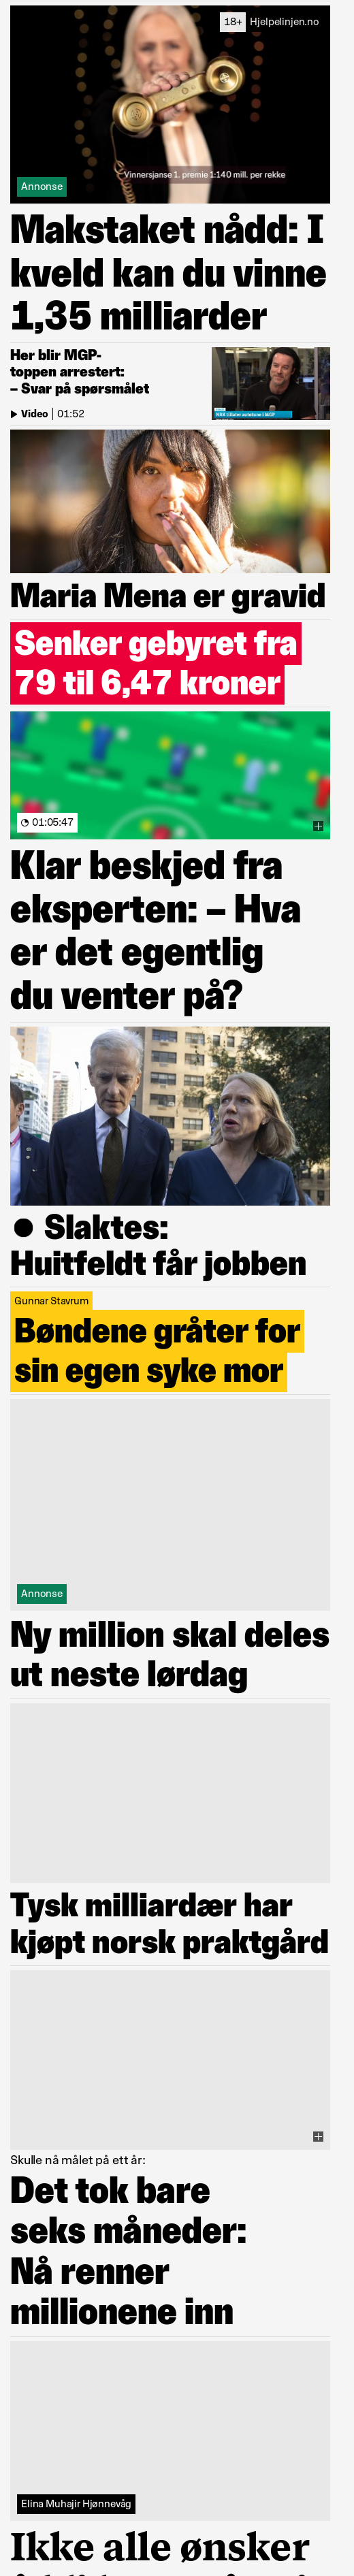 18+ Hjelpelinjen.no
Vinnersjanse 1. premie 1:140 mill. per rekke
Annonse
Makstaket nådd: I
kveld kan du vinne
1,35 milliarder
Her blir MGP-
toppen arrestert:
– Svar på spørsmålet
Video | 01:52
Maria Mena er gravid
Senker gebyret fra
79 til 6,47 kroner
01:05:47
Klar beskjed fra
eksperten: – Hva
er det egentlig
du venter på?
● Slaktes:
Huitfeldt får jobben
Gunnar Stavrum
Bøndene gråter for
sin egen syke mor
Annonse
Ny million skal deles
ut neste lørdag
Tysk milliardær har
kjøpt norsk praktgård
Skulle nå målet på ett år:
Det tok bare
seks måneder:
Nå renner
millionene inn
Elina Muhajir Hjønnevåg
Ikke alle ønsker